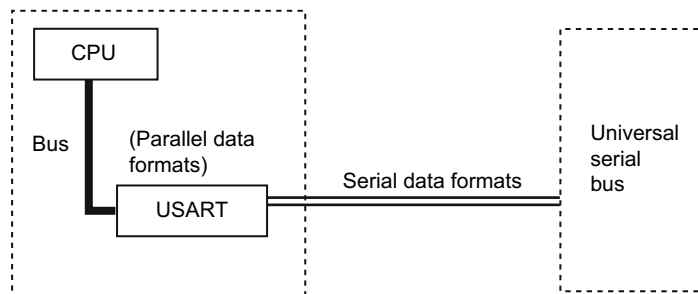 CPU
Bus
(Parallel data
formats)
USART
Serial data formats
Universal
serial
bus